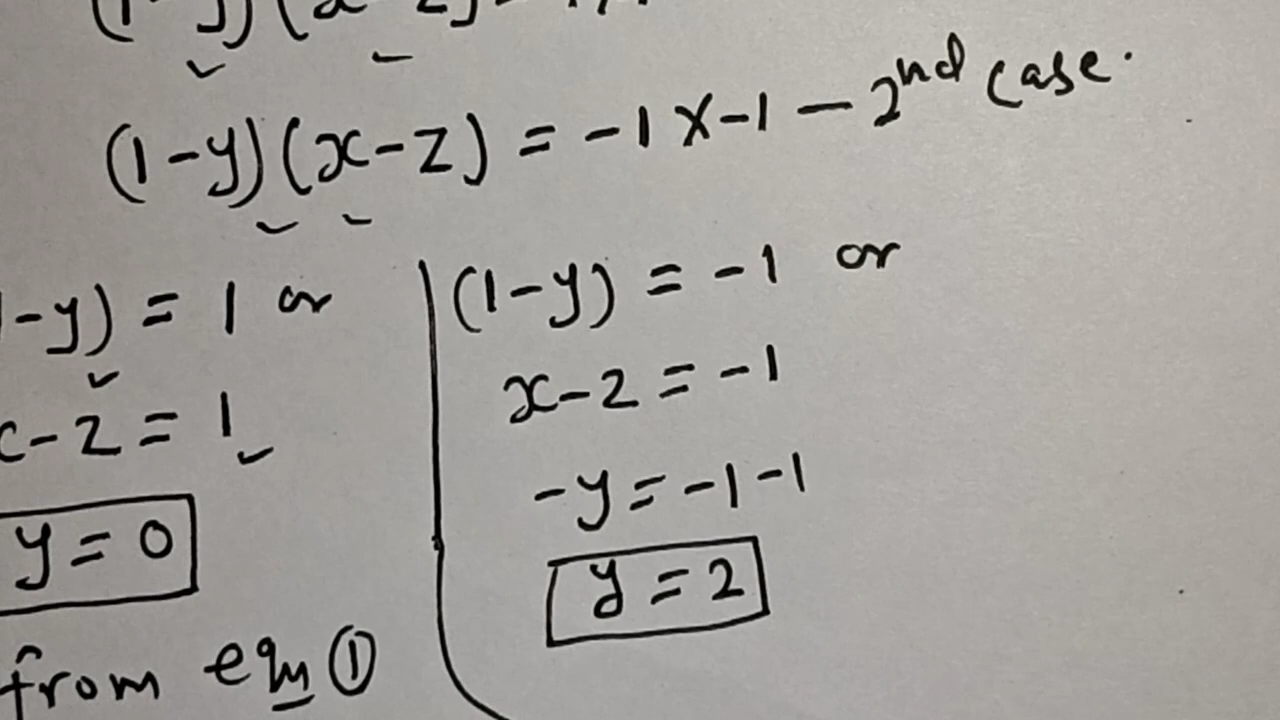 (1-y)(x-z) = -1 x -1 - 2nd case.
-y) = 1 or
x-z = 1
y = 0
from eqn ①
(1-y) = -1 or
x-z = -1
-y = -1-1
y = 2